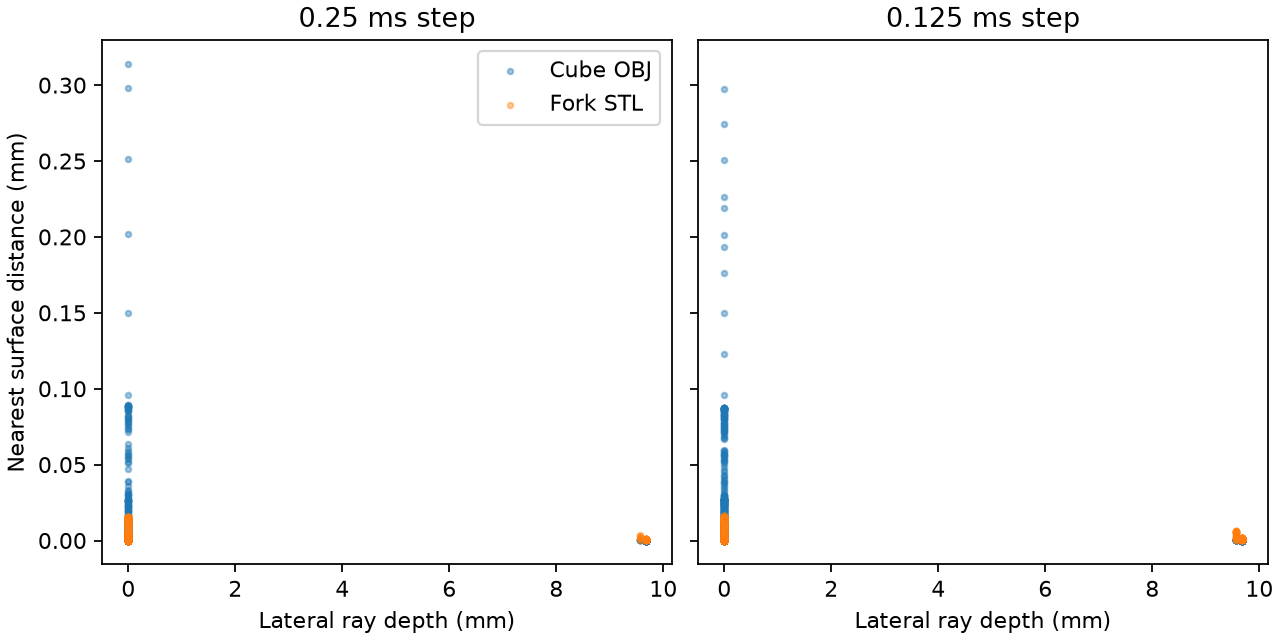 0.25 ms step
0.125 ms step
Cube OBJ
Fork STL
Nearest surface distance (mm)
0.30
0.25
0.20
0.15
0.10
0.05
0.00
0 2 4 6 8 10
0 2 4 6 8 10
Lateral ray depth (mm)
Lateral ray depth (mm)